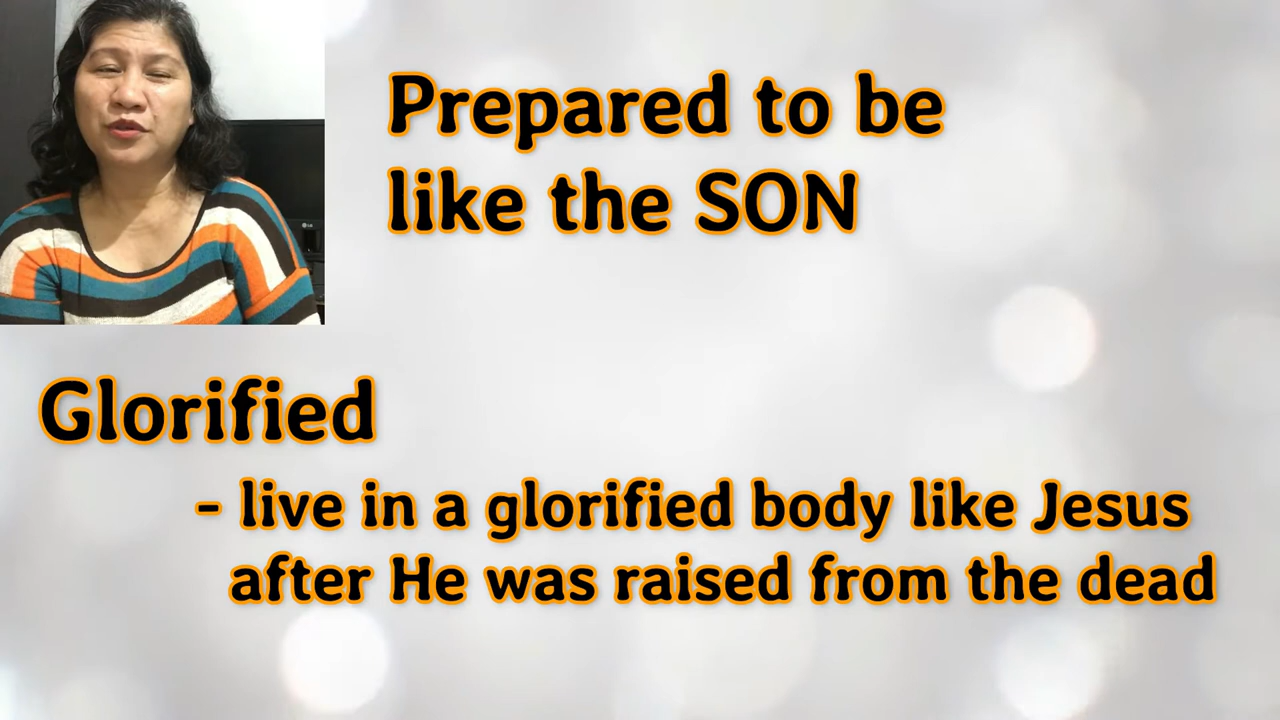 Prepared to be
like the SON
Glorified
- live in a glorified body like Jesus
after He was raised from the dead